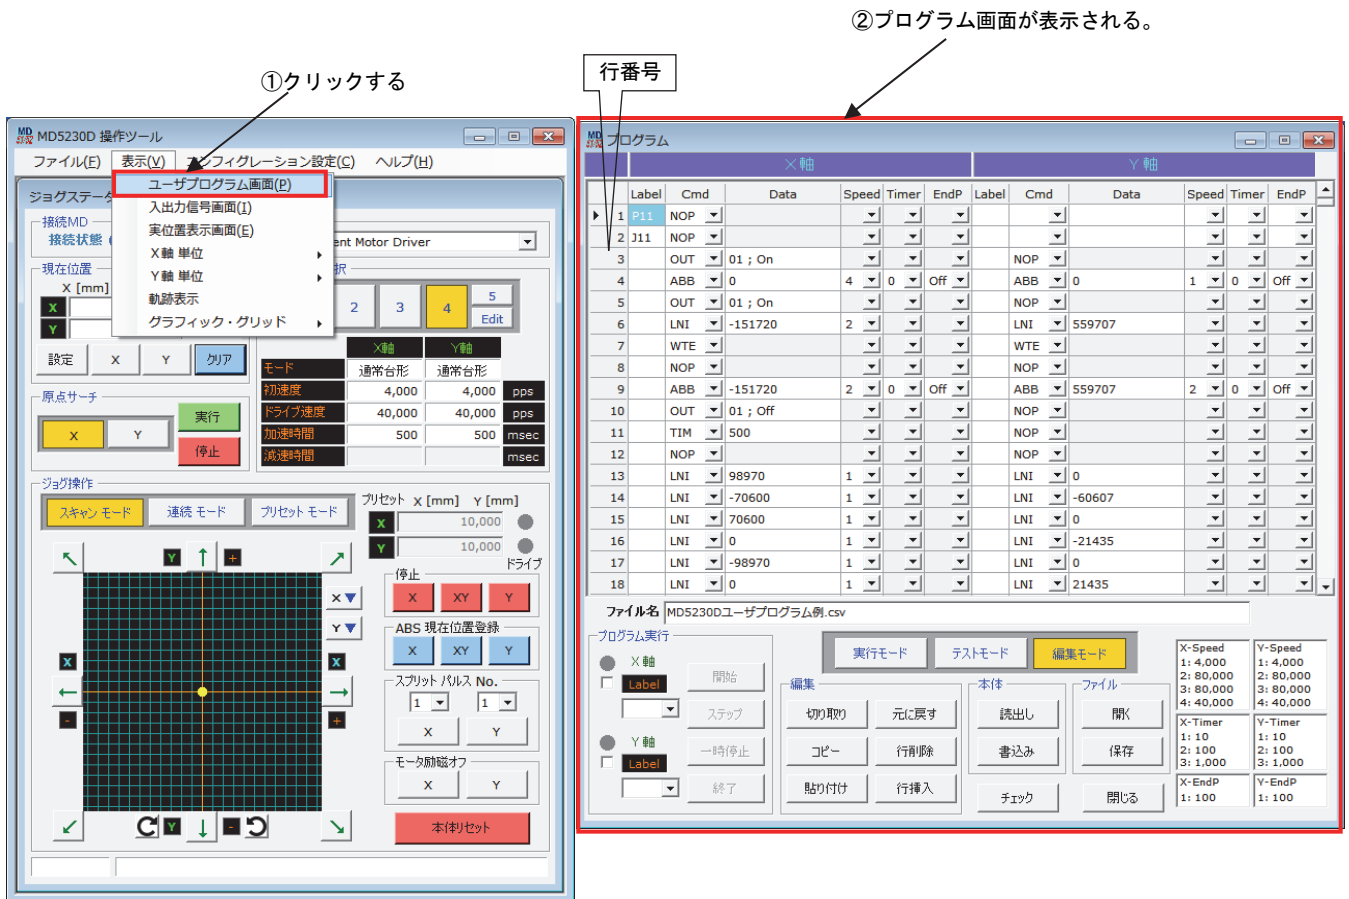 ②プログラム画面が表示される。
①クリックする
行番号
MD5230D 操作ツール
ファイル(F) 表示(V) コンフィグレーション設定(C) ヘルプ(H)
ユーザプログラム画面(P)
入出力信号画面(I)
実位置表示画面(E)
X軸 単位
Y軸 単位
軌跡表示
グラフィック・グリッド
ジョグステータ
接続MD
接続状態
ent Motor Driver
現在位置
X [mm]
X
Y
設定 X Y クリア
択
2 3 4 5
Edit
X軸 Y軸
モード 通常台形 通常台形
初速度 4,000 4,000 pps
ドライブ速度 40,000 40,000 pps
加速時間 500 500 msec
減速時間 msec
原点サーチ
X Y 実行
停止
ジョグ操作
スキャン モード 連続 モード プリセット モード
プリセット X [mm] Y [mm]
X 10,000
Y 10,000
ドライブ
Y + 
X▼
Y▼
X X
- +
Y -
停止
X XY Y
ABS 現在位置登録
X XY Y
スプリット パルス No.
1 1
X Y
モータ励磁オフ
X Y
本体リセット
プログラム
X軸 Y軸
Label Cmd Data Speed Timer EndP Label Cmd Data Speed Timer EndP
1 P11 NOP
2 J11 NOP
3 OUT 01 ; On NOP
4 ABB 0 4 0 Off ABB 0 1 0 Off
5 OUT 01 ; On NOP
6 LNI -151720 2 LNI 559707
7 WTE WTE
8 NOP NOP
9 ABB -151720 2 0 Off ABB 559707 2 0 Off
10 OUT 01 ; Off NOP
11 TIM 500 NOP
12 NOP NOP
13 LNI 98970 1 LNI 0
14 LNI -70600 1 LNI -60607
15 LNI 70600 1 LNI 0
16 LNI 0 1 LNI -21435
17 LNI -98970 1 LNI 0
18 LNI 0 1 LNI 21435
ファイル名 MD5230Dユーザプログラム例.csv
プログラム実行
X軸
Label
Y軸
Label
開始
ステップ
一時停止
終了
実行モード テストモード 編集モード
編集
切り取り 元に戻す
コピー 行削除
貼り付け 行挿入
本体
読出し
書込み
チェック
ファイル
開く
保存
閉じる
X-Speed
1: 4,000
2: 80,000
3: 80,000
4: 40,000
Y-Speed
1: 4,000
2: 80,000
3: 80,000
4: 40,000
X-Timer
1: 10
2: 100
3: 1,000
Y-Timer
1: 10
2: 100
3: 1,000
X-EndP
1: 100
Y-EndP
1: 100